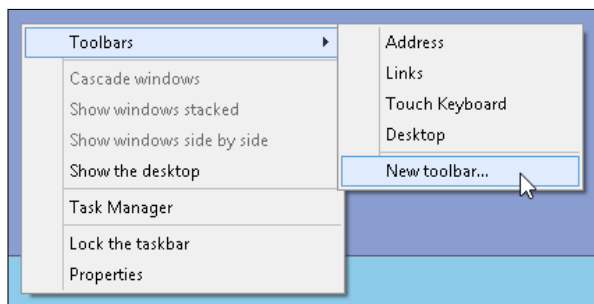 Toolbars
Cascade windows
Show windows stacked
Show windows side by side
Show the desktop
Task Manager
Lock the taskbar
Properties
Address
Links
Touch Keyboard
Desktop
New toolbar...